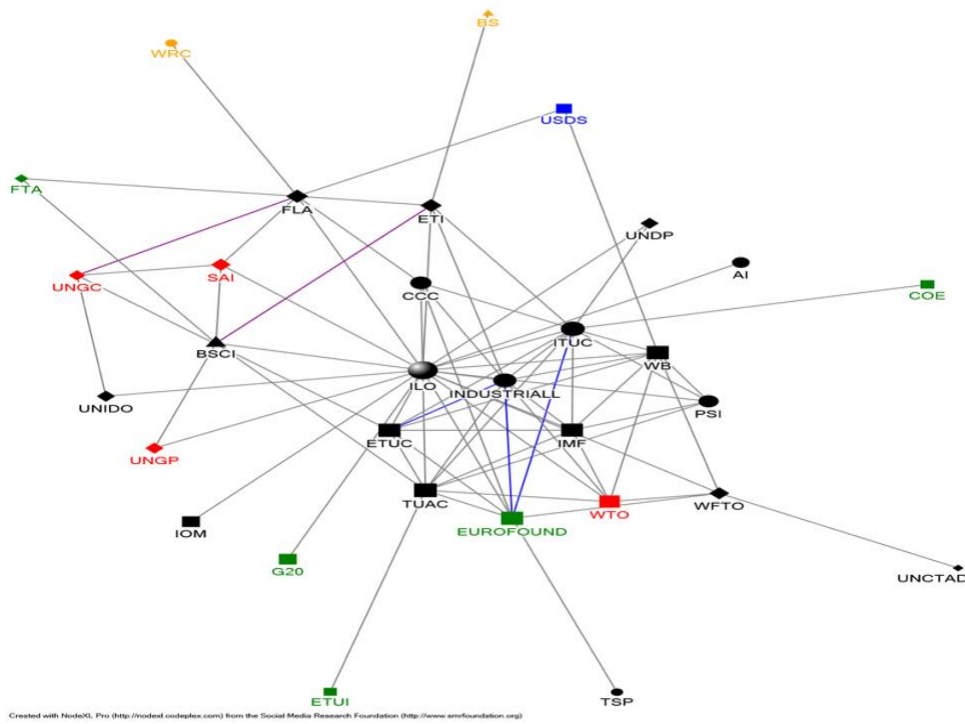 BS
WRC
USDS
FTA
FLA
ETI
UNDP
AI
SAI
UNGC
CCC
COE
ITUC
BSCI
WB
ILO
INDUSTRIALL
UNIDO
PSI
ETUC
IMF
UNGP
TUAC
WFTO
WTO
EUROFOUND
IOM
G20
UNCTAD
ETUI
TSP
Created with NodeXL Pro (http://nodexl.codeplex.com) from the Social Media Research Foundation (http://www.smrfoundation.org)